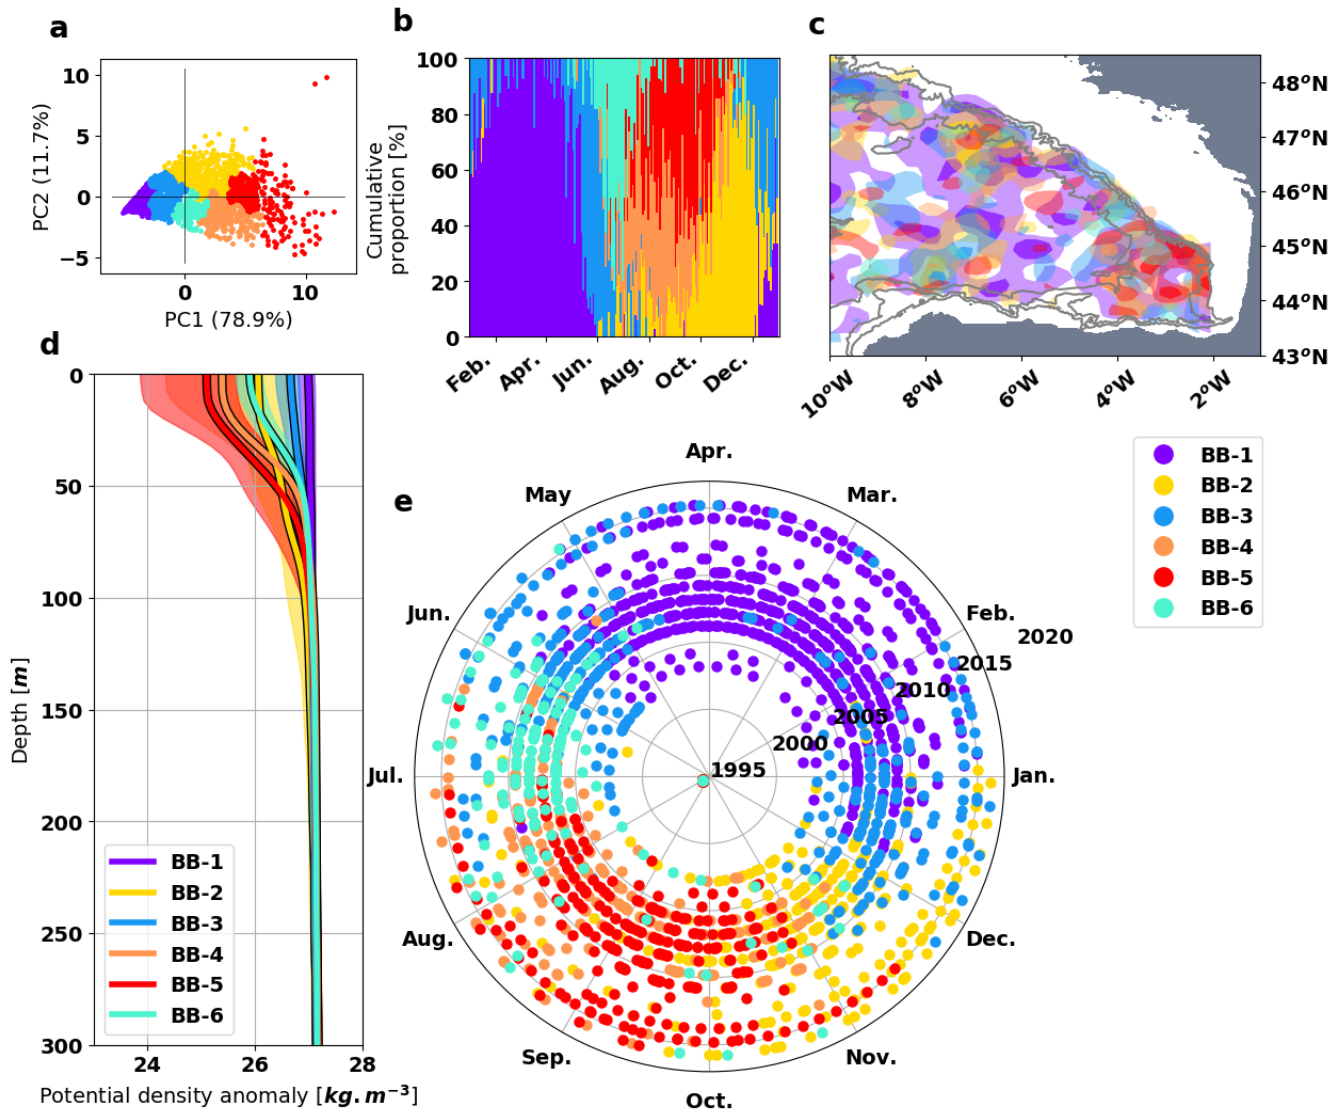 a
10
5
0
−5
PC2 (11.7%)
0
10
PC1 (78.9%)
b
100
80
60
40
20
0
Cumulative
proportion [%]
Feb.
Apr.
Jun.
Aug.
Oct.
Dec.
c
48°N
47°N
46°N
45°N
44°N
43°N
10°W
8°W
6°W
4°W
2°W
BB-1
BB-2
BB-3
BB-4
BB-5
BB-6
d
0
50
100
150
200
250
300
Depth [m]
BB-1
BB-2
BB-3
BB-4
BB-5
BB-6
24
26
28
Potential density anomaly [kg.m⁻³]
e
Apr.
May
Mar.
Jun.
Feb.
2020
2015
2010
2005
2000
1995
Jul.
Jan.
Aug.
Dec.
Sep.
Nov.
Oct.